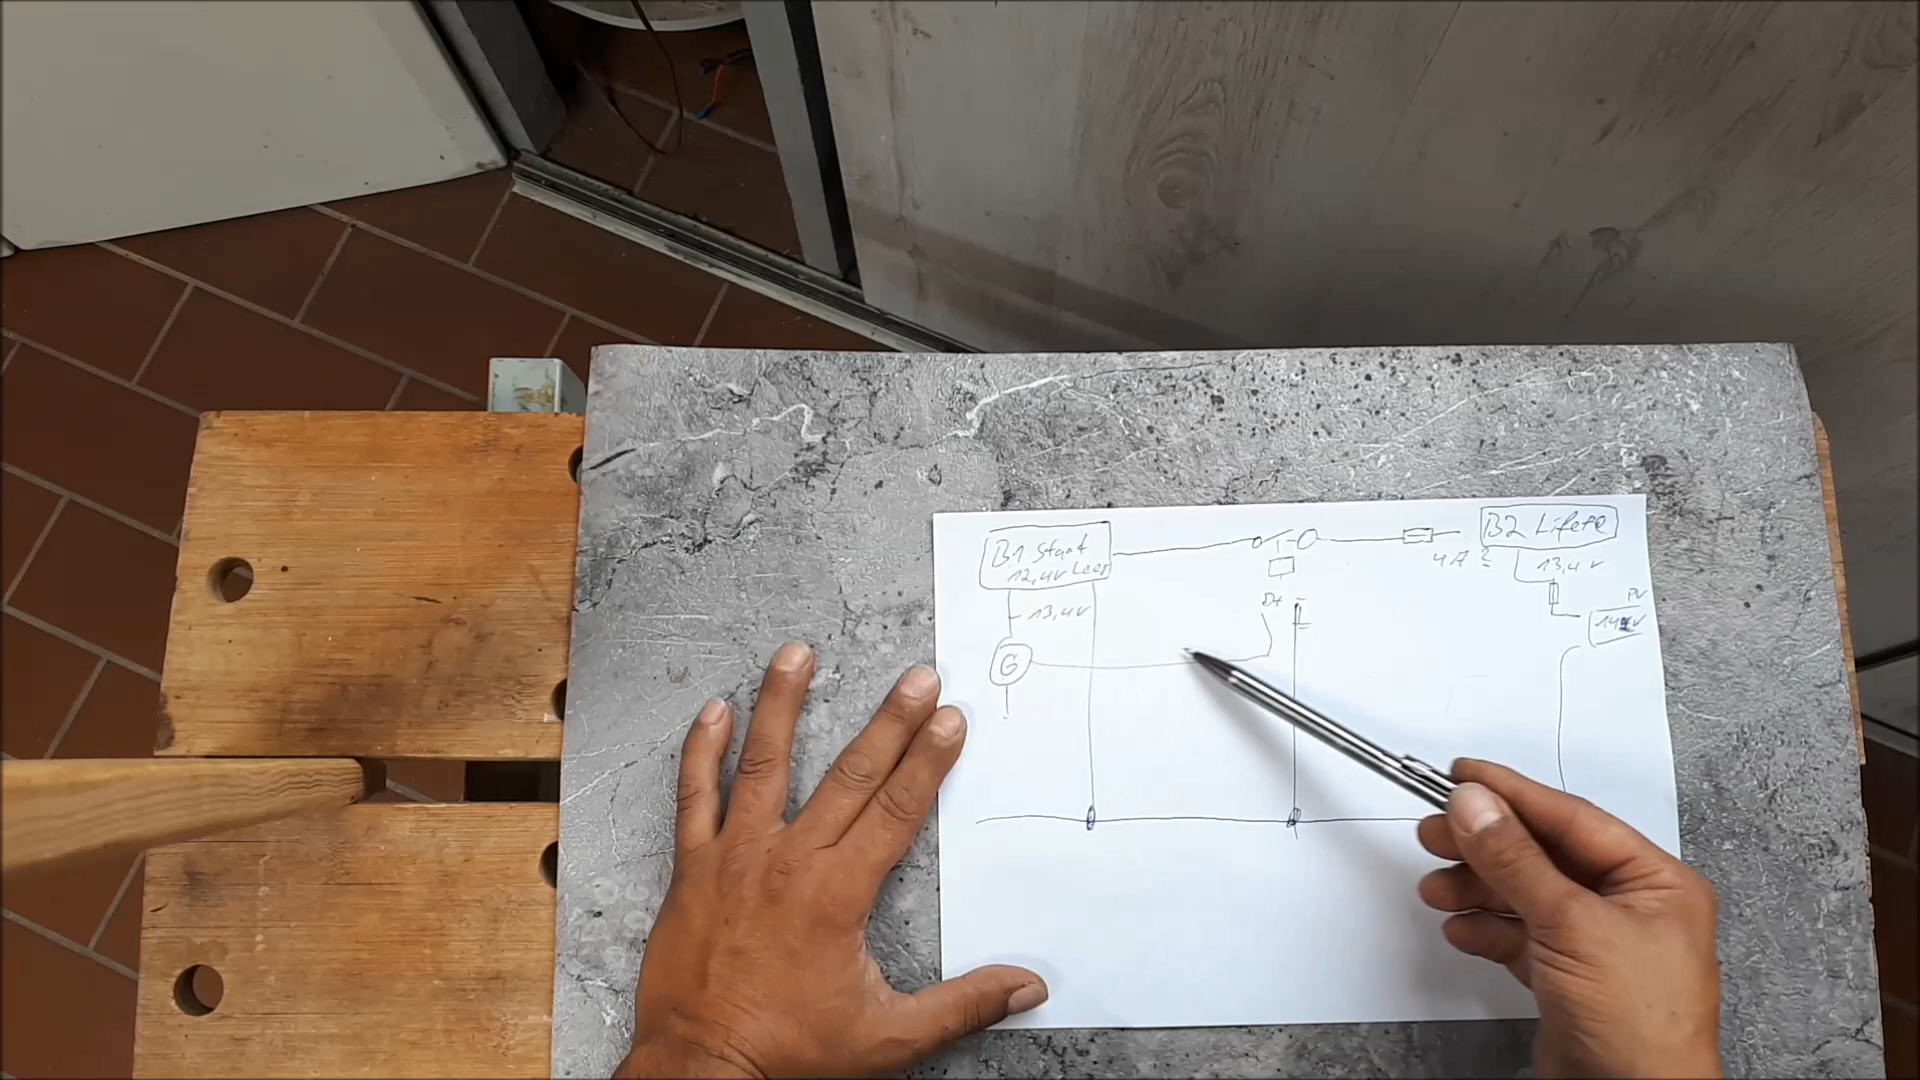 B1 Start
12,4V Leer
13,4V
G
D+
4A?
B2 Lifepo
13,4V
PV
14V